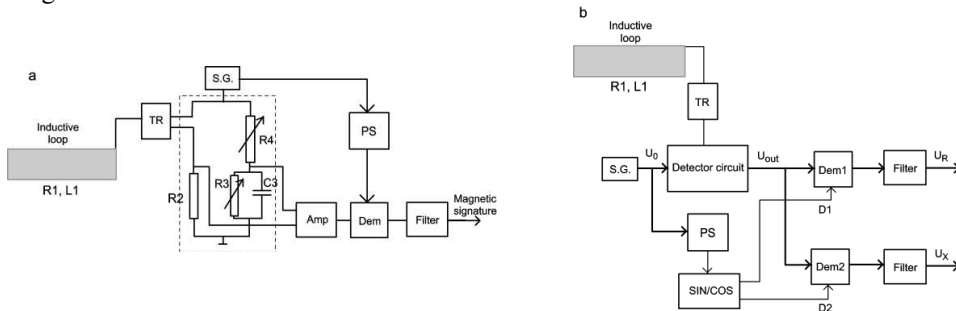 a
S.G.
TR
PS
R4
Inductive
loop
R1, L1
R2
R3
C3
Amp
Dem
Filter
Magnetic
signature
b
Inductive
loop
R1, L1
TR
S.G.
U0
Detector circuit
Uout
Dem1
Filter
UR
D1
PS
SIN/COS
Dem2
Filter
UX
D2